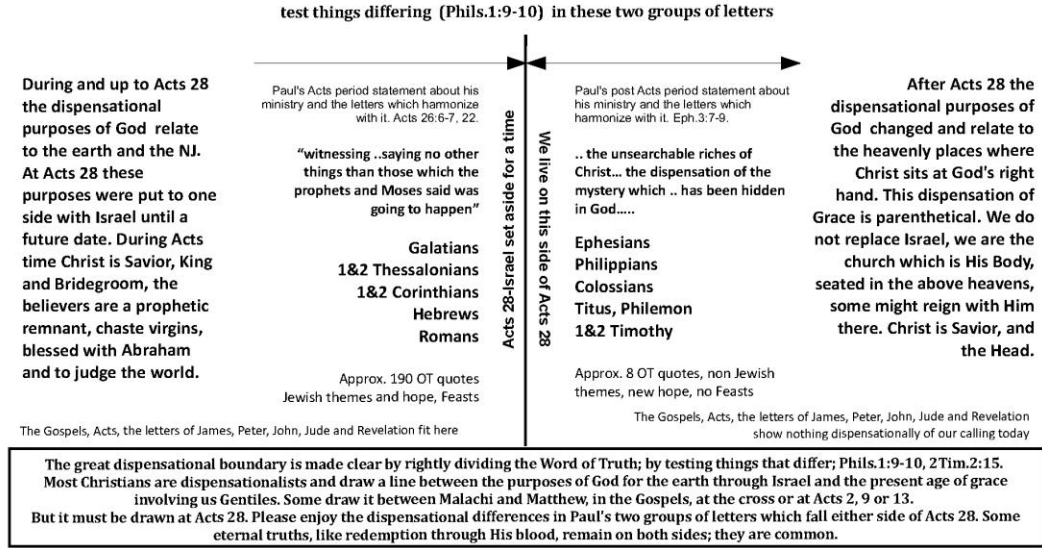 test things differing  (Phils.1:9-10)  in these two groups of letters
During and up to Acts 28
the dispensational
purposes of God  relate
to the earth and the NJ.
At Acts 28 these
purposes were put to one
side with Israel until a
future date. During Acts
time Christ is Savior, King
and Bridegroom, the
believers are a prophetic
remnant, chaste virgins,
blessed with Abraham
and to judge the world.
Paul's Acts period statement about his
ministry and the letters which harmonize
with it. Acts 26:6-7, 22.
“witnessing ..saying no other
things than those which the
prophets and Moses said was
going to happen”
Galatians
1&2 Thessalonians
1&2 Corinthians
Hebrews
Romans
Approx. 190 OT quotes
Jewish themes and hope, Feasts
The Gospels, Acts, the letters of James, Peter, John, Jude and Revelation fit here
Acts 28-Israel set aside for a time
We live on this side of Acts 28
Paul's post Acts period statement about
his ministry and the letters which
harmonize with it. Eph.3:7-9.
.. the unsearchable riches of
Christ... the dispensation of the
mystery which .. has been hidden
in God.....
Ephesians
Philippians
Colossians
Titus, Philemon
1&2 Timothy
Approx. 8 OT quotes, non Jewish
themes, new hope, no Feasts
After Acts 28 the
dispensational purposes of
God  changed and relate to
the heavenly places where
Christ sits at God's right
hand. This dispensation of
Grace is parenthetical. We do
not replace Israel, we are the
church which is His Body,
seated in the above heavens,
some might reign with Him
there. Christ is Savior, and
the Head.
The Gospels, Acts, the letters of James, Peter, John, Jude and Revelation
show nothing dispensationally of our calling today
The great dispensational boundary is made clear by rightly dividing the Word of Truth; by testing things that differ; Phils.1:9-10, 2Tim.2:15.
Most Christians are dispensationalists and draw a line between the purposes of God for the earth through Israel and the present age of grace
involving us Gentiles. Some draw it between Malachi and Matthew, in the Gospels, at the cross or at Acts 2, 9 or 13.
But it must be drawn at Acts 28. Please enjoy the dispensational differences in Paul's two groups of letters which fall either side of Acts 28. Some
eternal truths, like redemption through His blood, remain on both sides; they are common.